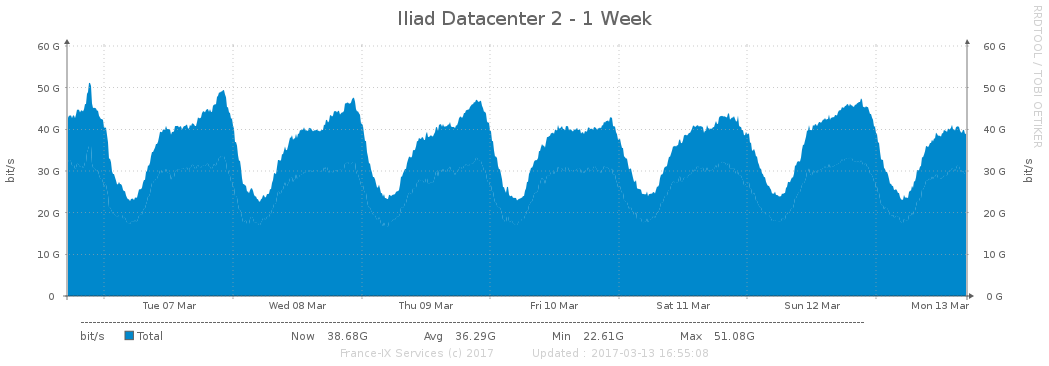 Iliad Datacenter 2 - 1 Week
RRDTOOL / TOBI OETIKER
60 G 60 G
50 G 50 G
40 G 40 G
30 G 30 G
20 G 20 G
10 G 10 G
0 0 G
bit/s
bit/s
Tue 07 Mar Wed 08 Mar Thu 09 Mar Fri 10 Mar Sat 11 Mar Sun 12 Mar Mon 13 Mar
bit/s Total Now 38.68G Avg 36.29G Min 22.61G Max 51.08G
France-IX Services (c) 2017 Updated : 2017-03-13 16:55:08